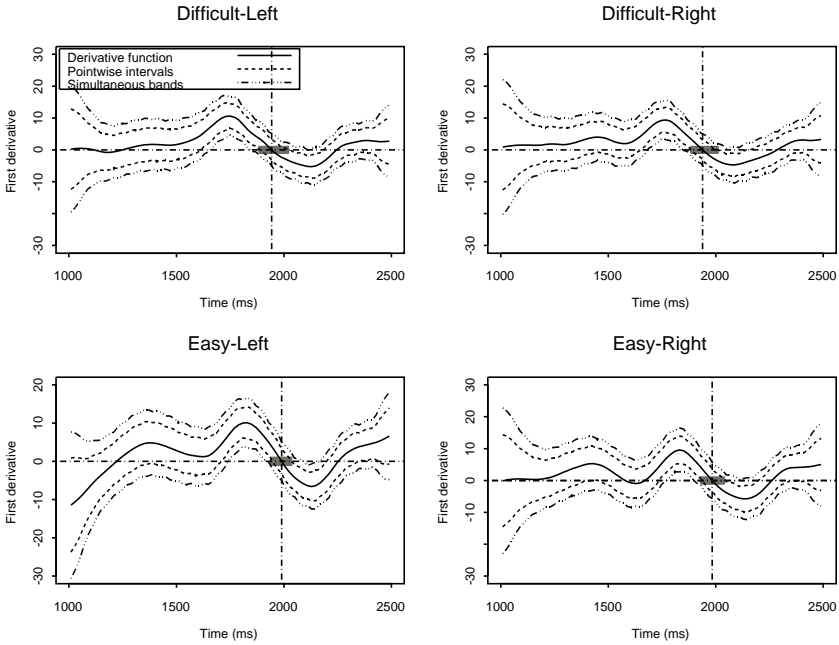 Difficult-Left
Difficult-Right
Derivative function
Pointwise intervals
Simultaneous bands
First derivative
30
20
10
0
-10
-30
1000 1500 2000 2500
Time (ms)
First derivative
30
20
10
0
-10
-30
1000 1500 2000 2500
Time (ms)
Easy-Left
Easy-Right
First derivative
20
10
0
-10
-20
-30
1000 1500 2000 2500
Time (ms)
First derivative
30
20
10
0
-10
-30
1000 1500 2000 2500
Time (ms)